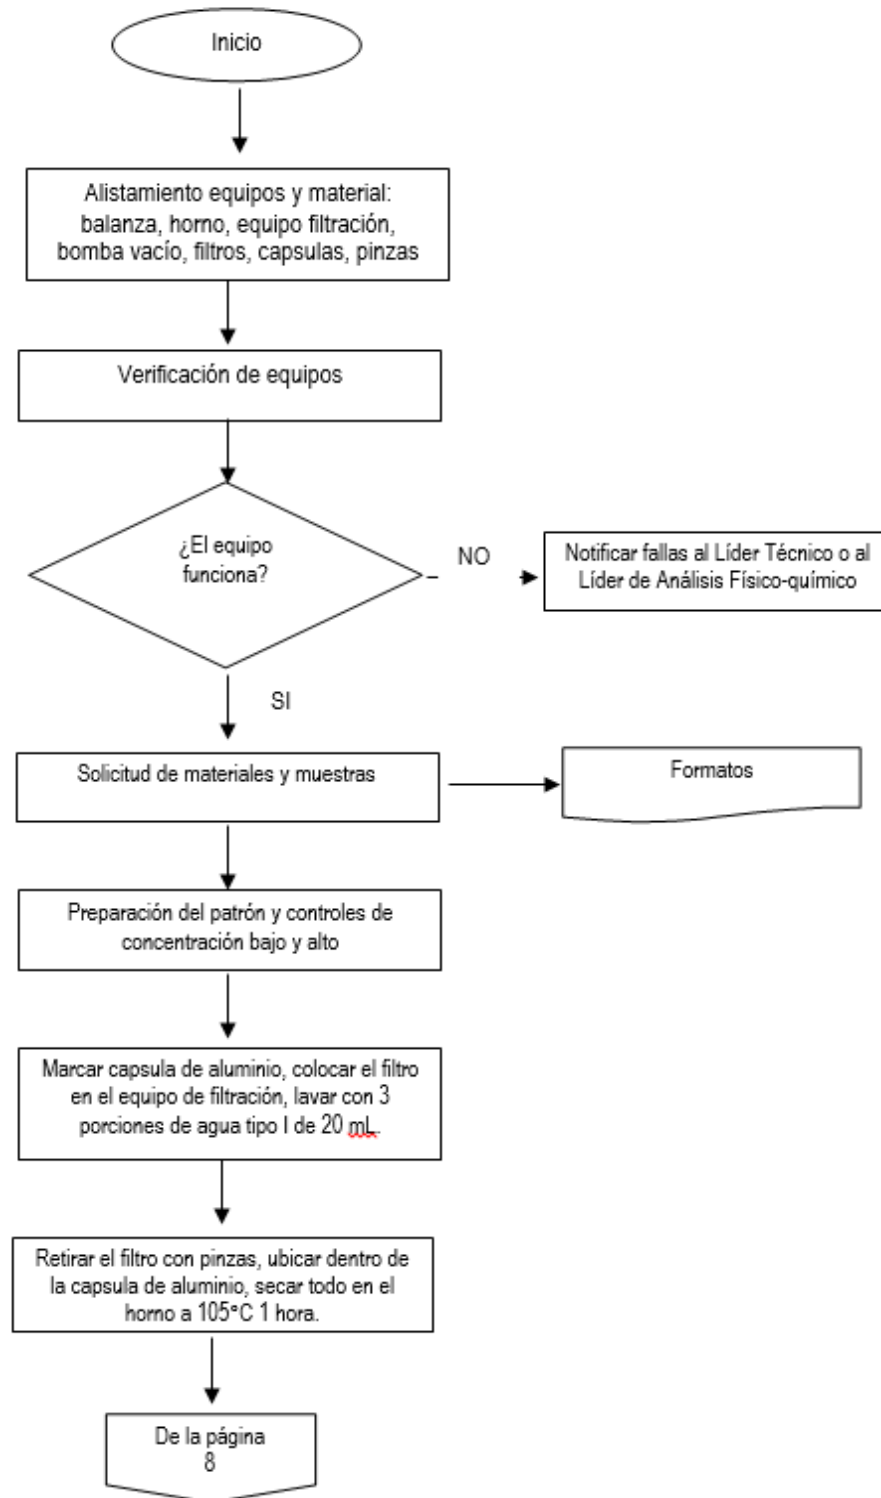 Inicio
Alistamiento equipos y material:
balanza, horno, equipo filtración,
bomba vacío, filtros, capsulas, pinzas
Verificación de equipos
¿El equipo
funciona?
NO
Notificar fallas al Líder Técnico o al
Líder de Análisis Físico-químico
SI
Solicitud de materiales y muestras
Formatos
Preparación del patrón y controles de
concentración bajo y alto
Marcar capsula de aluminio, colocar el filtro
en el equipo de filtración, lavar con 3
porciones de agua tipo I de 20 mL.
Retirar el filtro con pinzas, ubicar dentro de
la capsula de aluminio, secar todo en el
horno a 105°C 1 hora.
De la página
8